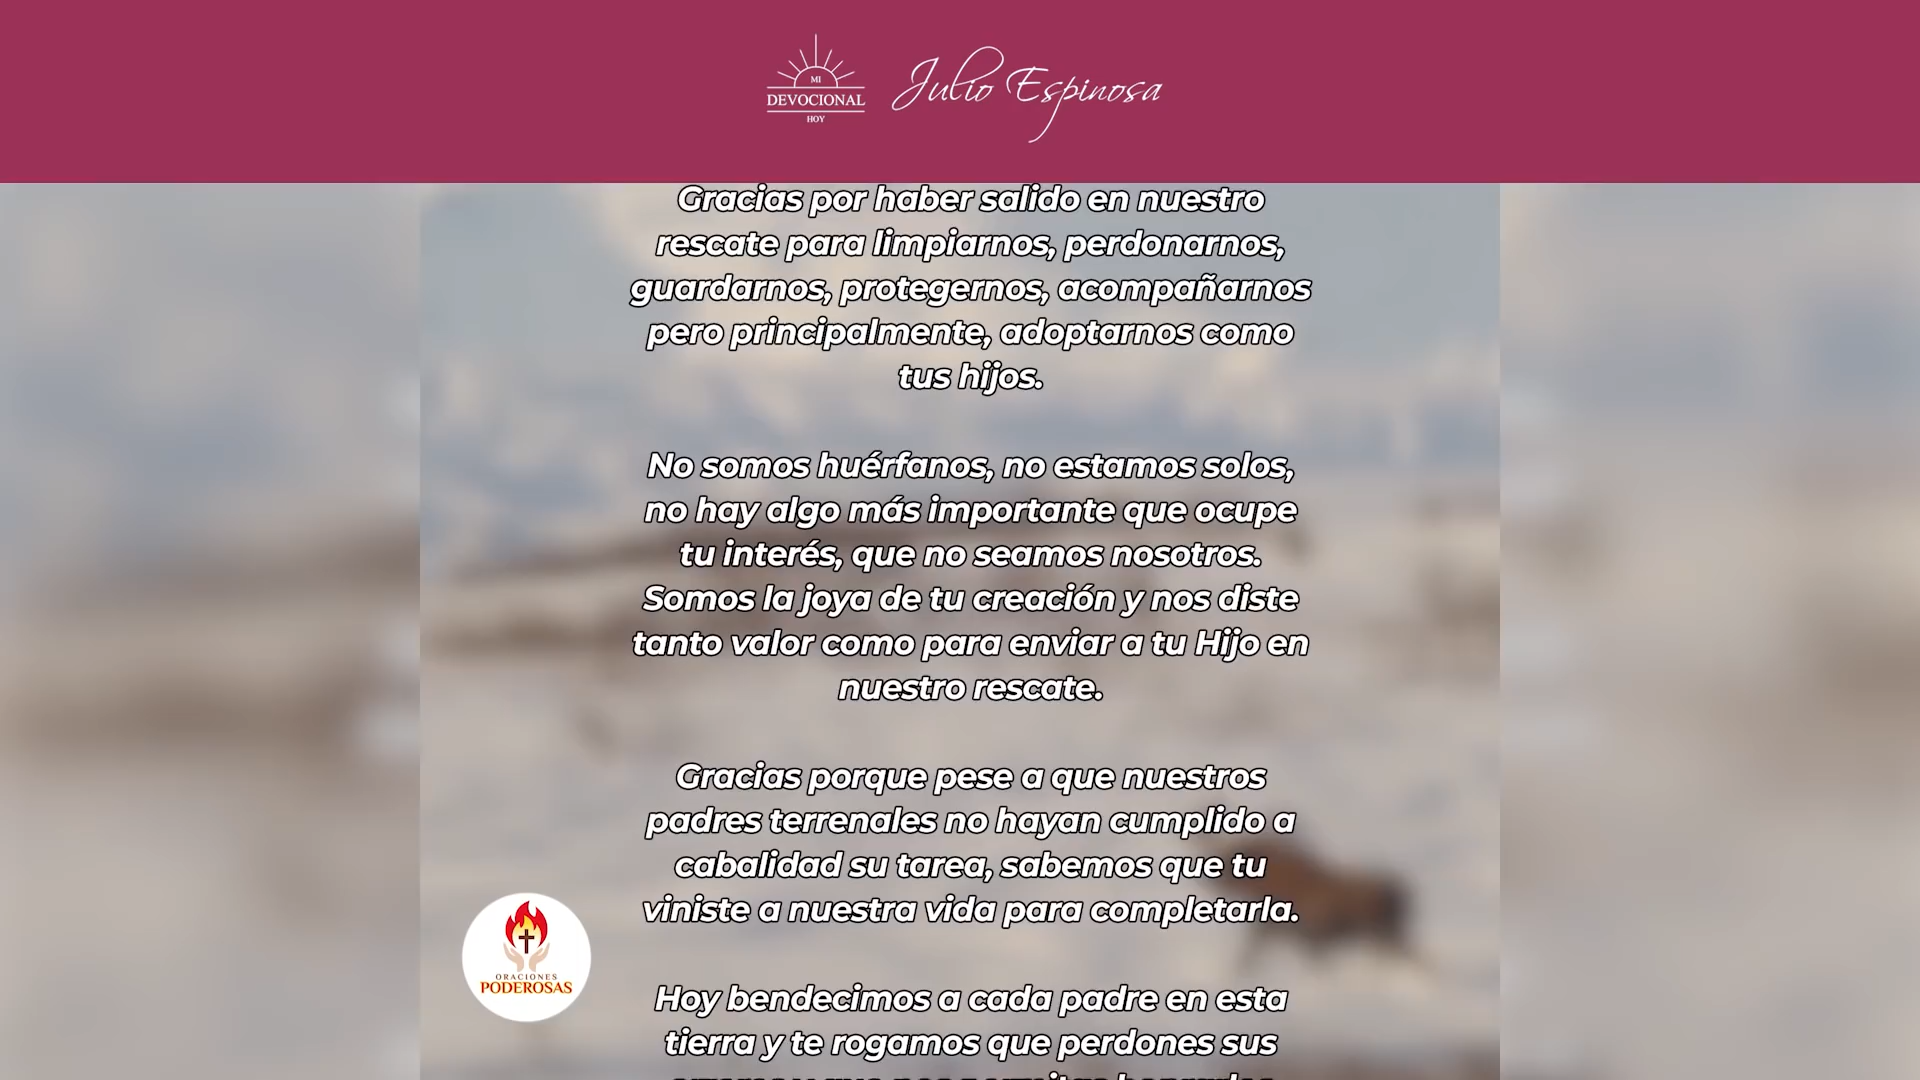 MI
DEVOCIONAL
HOY
Julio Espinosa
Gracias por haber salido en nuestro
rescate para limpiarnos, perdonarnos,
guardarnos, protegernos, acompañarnos
pero principalmente, adoptarnos como
tus hijos.
No somos huérfanos, no estamos solos,
no hay algo más importante que ocupe
tu interés, que no seamos nosotros.
Somos la joya de tu creación y nos diste
tanto valor como para enviar a tu Hijo en
nuestro rescate.
Gracias porque pese a que nuestros
padres terrenales no hayan cumplido a
cabalidad su tarea, sabemos que tu
viniste a nuestra vida para completarla.
ORACIONES
PODEROSAS
Hoy bendecimos a cada padre en esta
tierra y te rogamos que perdones sus